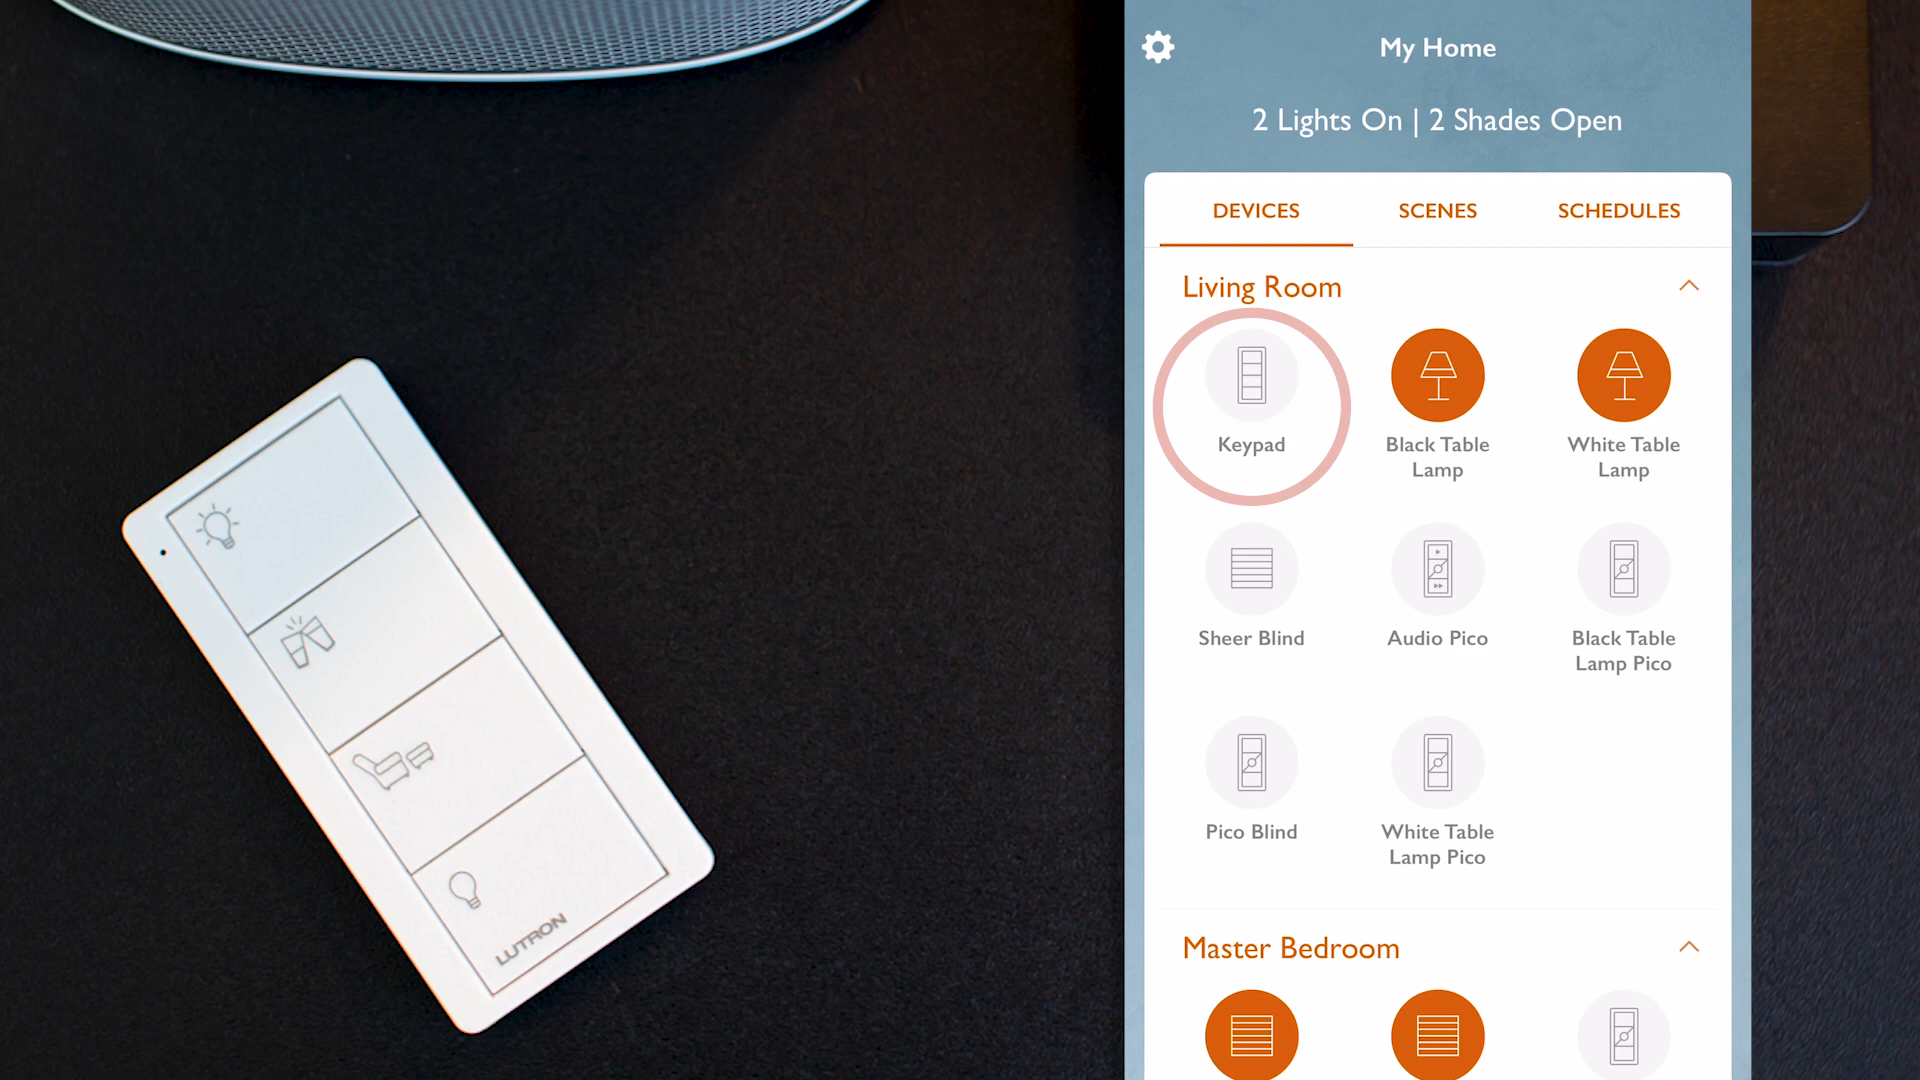 LUTRON
My Home
2 Lights On | 2 Shades Open
DEVICES
SCENES
SCHEDULES
Living Room
Keypad
Black Table
Lamp
White Table
Lamp
Sheer Blind
Audio Pico
Black Table
Lamp Pico
Pico Blind
White Table
Lamp Pico
Master Bedroom